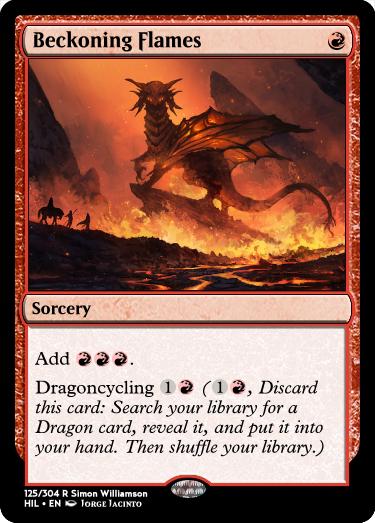 Beckoning Flames
Sorcery
Add
Dragoncycling 1 ( 1 , Discard
this card: Search your library for a
Dragon card, reveal it, and put it into
your hand. Then shuffle your library.)
125/304 R Simon Williamson
HIL • EN Jorge Jacinto